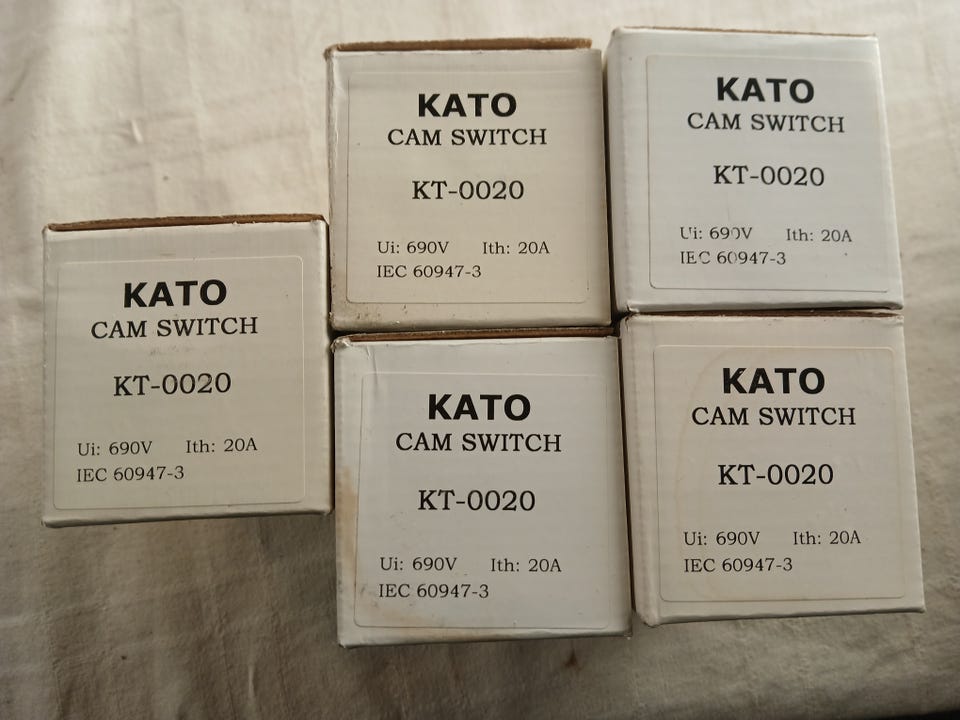 KATO
CAM SWITCH
KT-0020
Ui: 690V Ith: 20A
IEC 60947-3
KATO
CAM SWITCH
KT-0020
Ui: 690V Ith: 20A
IEC 60947-3
KATO
CAM SWITCH
KT-0020
Ui: 690V Ith: 20A
IEC 60947-3
KATO
CAM SWITCH
KT-0020
Ui: 690V Ith: 20A
IEC 60947-3
KATO
CAM SWITCH
KT-0020
Ui: 690V Ith: 20A
IEC 60947-3